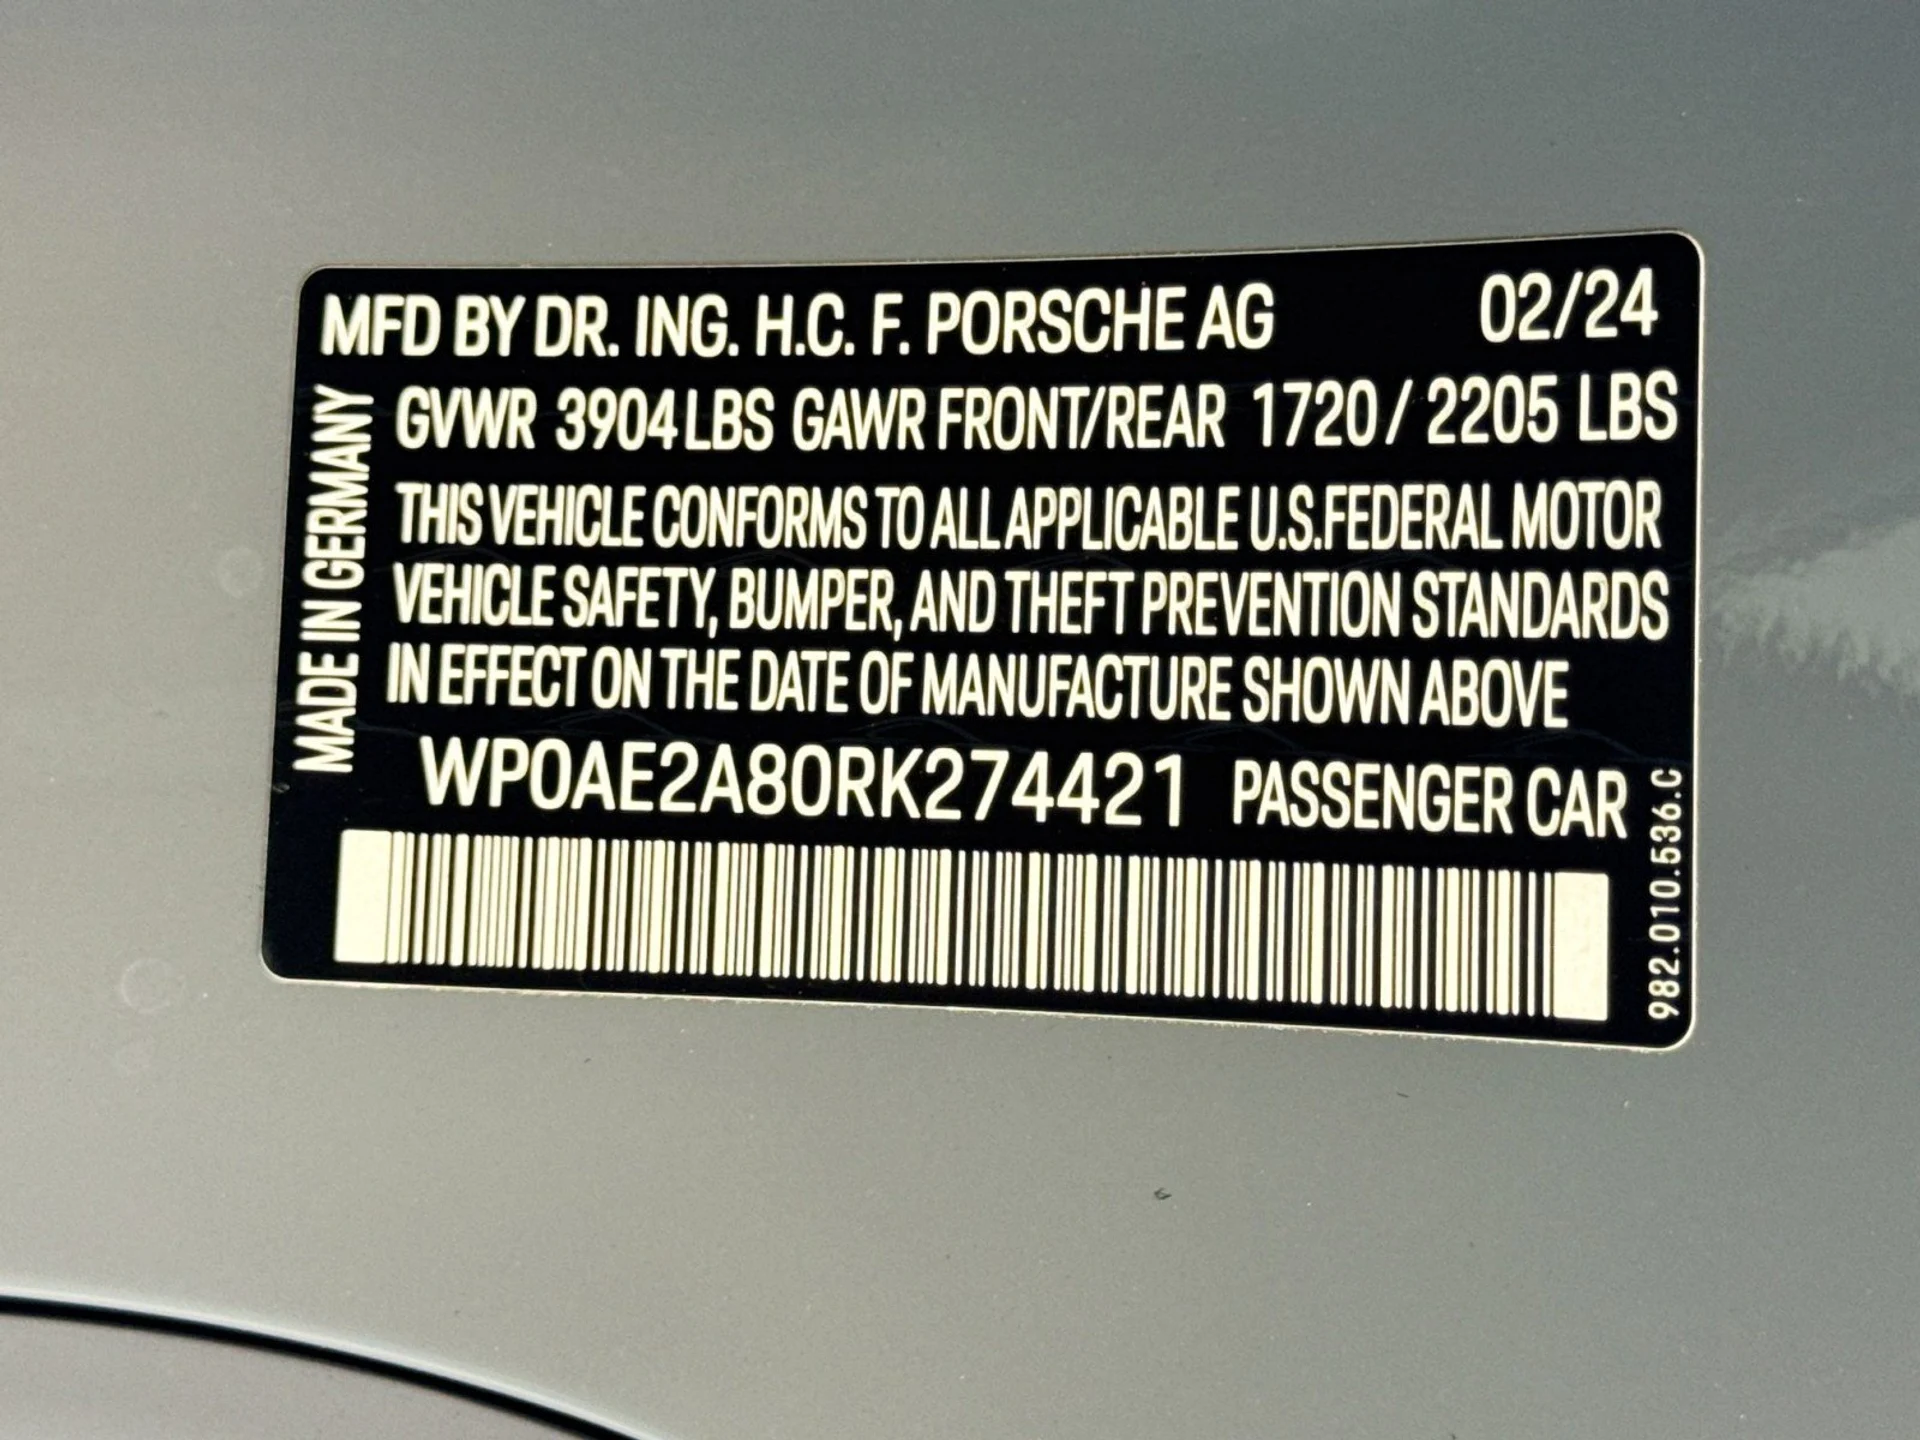 MFD BY DR. ING. H.C. F. PORSCHE AG 02/24
GVWR 3904 LBS GAWR FRONT/REAR 1720 / 2205 LBS
THIS VEHICLE CONFORMS TO ALL APPLICABLE U.S.FEDERAL MOTOR
VEHICLE SAFETY, BUMPER, AND THEFT PREVENTION STANDARDS
IN EFFECT ON THE DATE OF MANUFACTURE SHOWN ABOVE
WP0AE2A80RK274421 PASSENGER CAR
MADE IN GERMANY
982.010.536.C